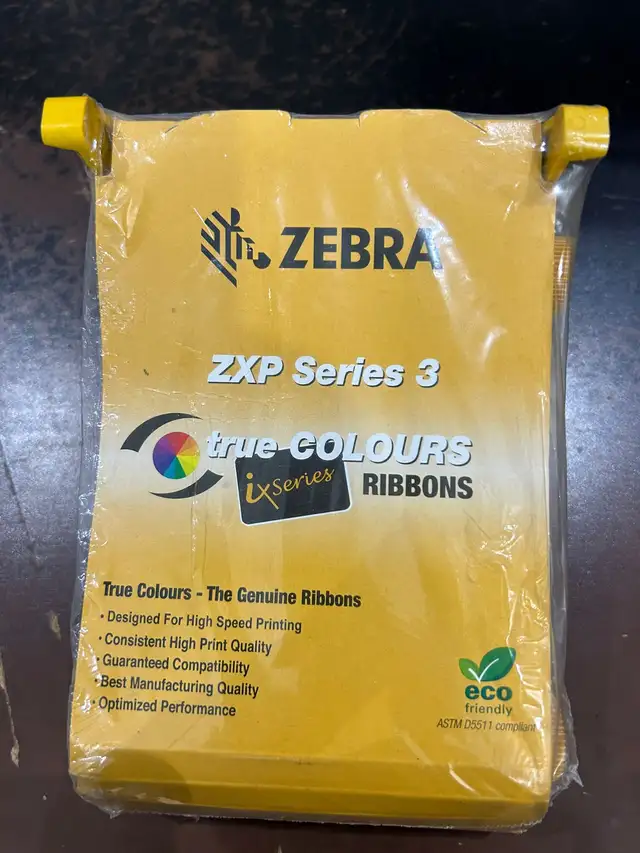 ZEBRA
ZXP Series 3
true COLOURS
ixseries
RIBBONS
True Colours - The Genuine Ribbons
• Designed For High Speed Printing
• Consistent High Print Quality
• Guaranteed Compatibility
• Best Manufacturing Quality
• Optimized Performance
eco
friendly
ASTM D5511 compliant